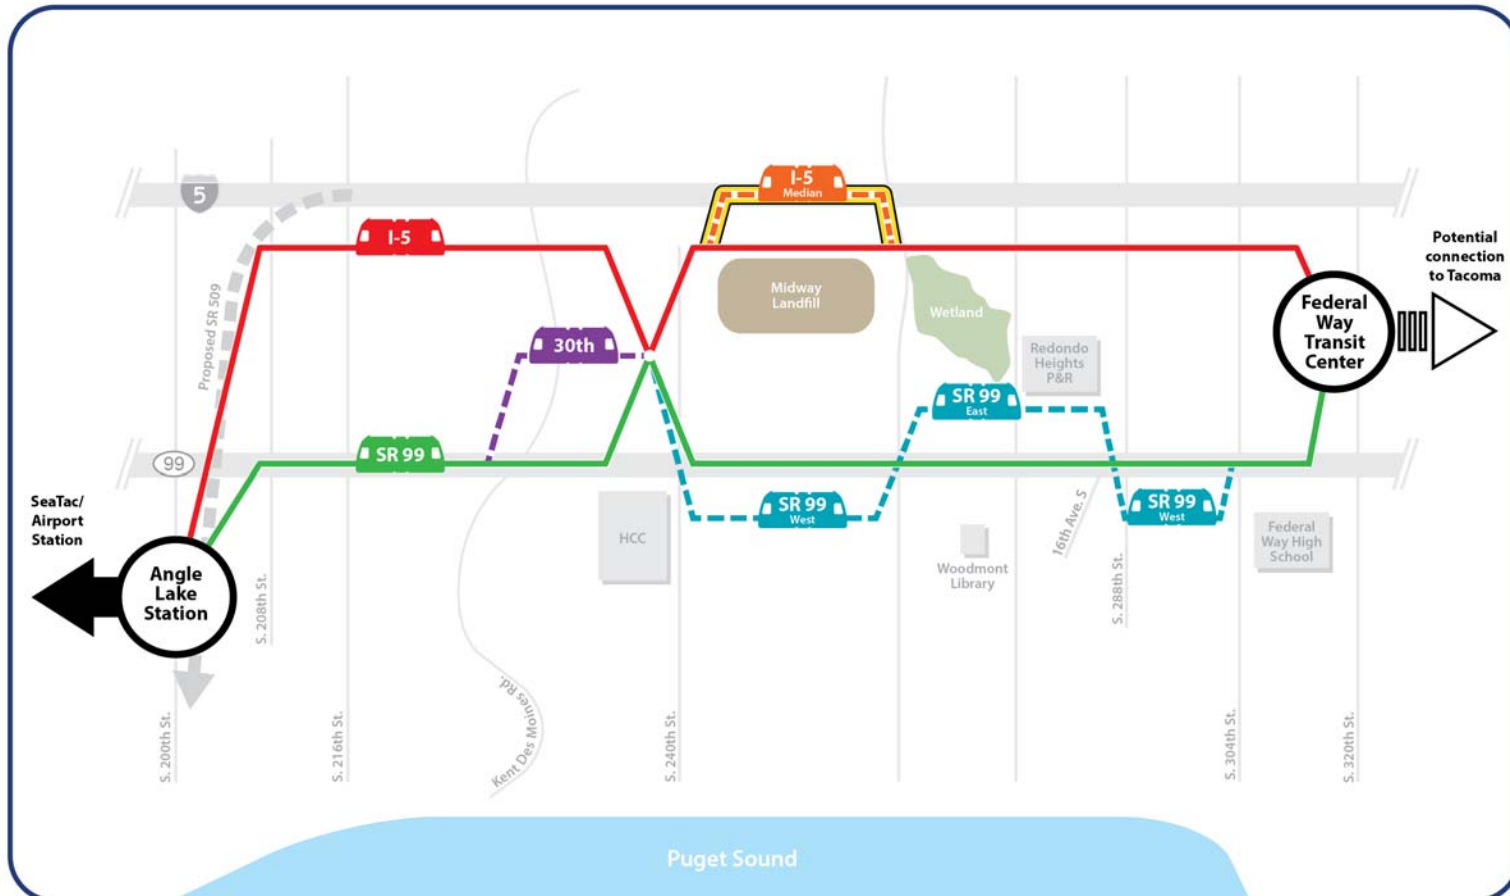 5
I-5
Median
I-5
Proposed SR 509
Potential
connection
to Tacoma
Midway
Landfill
Wetland
Federal
Way
Transit
Center
30th
Redondo
Heights
P&R
SR 99
East
99
SR 99
SR 99
West
SR 99
West
SeaTac/
Airport
Station
HCC
16th Ave. S
Federal
Way High
School
Woodmont
Library
Angle
Lake
Station
S. 208th St.
S. 288th St.
Kent Des Moines Rd.
S. 200th St.
S. 216th St.
S. 240th St.
S. 304th St.
S. 320th St.
Puget Sound